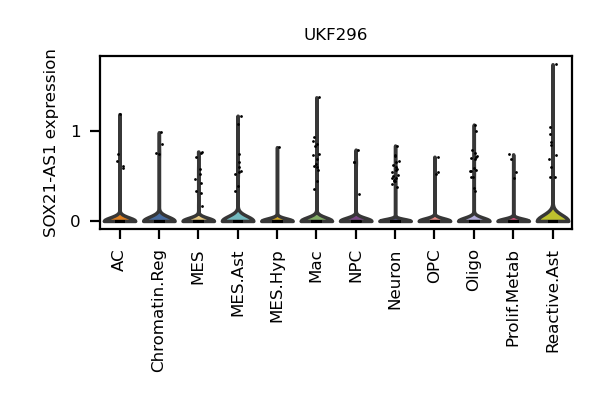 UKF296
SOX21-AS1 expression
1
0
AC
Chromatin.Reg
MES
MES.Ast
MES.Hyp
Mac
NPC
Neuron
OPC
Oligo
Prolif.Metab
Reactive.Ast